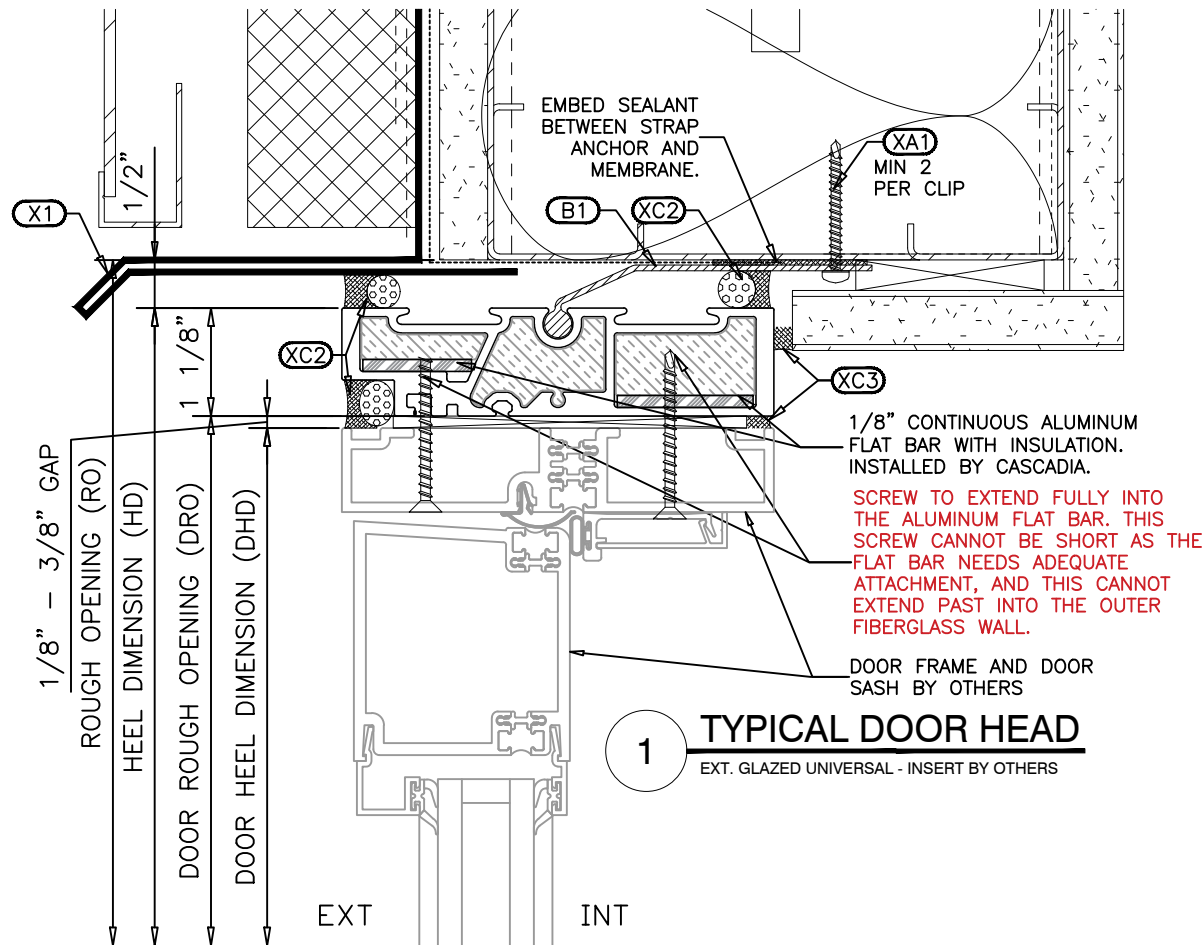 EMBED SEALANT
BETWEEN STRAP
ANCHOR AND
MEMBRANE.
XA1
MIN 2
PER CLIP
1/2"
X1
B1
XC2
XC2
1 1/8"
XC3
1/8" CONTINUOUS ALUMINUM
FLAT BAR WITH INSULATION.
INSTALLED BY CASCADIA.
SCREW TO EXTEND FULLY INTO
THE ALUMINUM FLAT BAR. THIS
SCREW CANNOT BE SHORT AS THE
FLAT BAR NEEDS ADEQUATE
ATTACHMENT, AND THIS CANNOT
EXTEND PAST INTO THE OUTER
FIBERGLASS WALL.
DOOR FRAME AND DOOR
SASH BY OTHERS
1/8" – 3/8" GAP
ROUGH OPENING (RO)
HEEL DIMENSION (HD)
DOOR ROUGH OPENING (DRO)
DOOR HEEL DIMENSION (DHD)
1
TYPICAL DOOR HEAD
EXT. GLAZED UNIVERSAL - INSERT BY OTHERS
EXT
INT